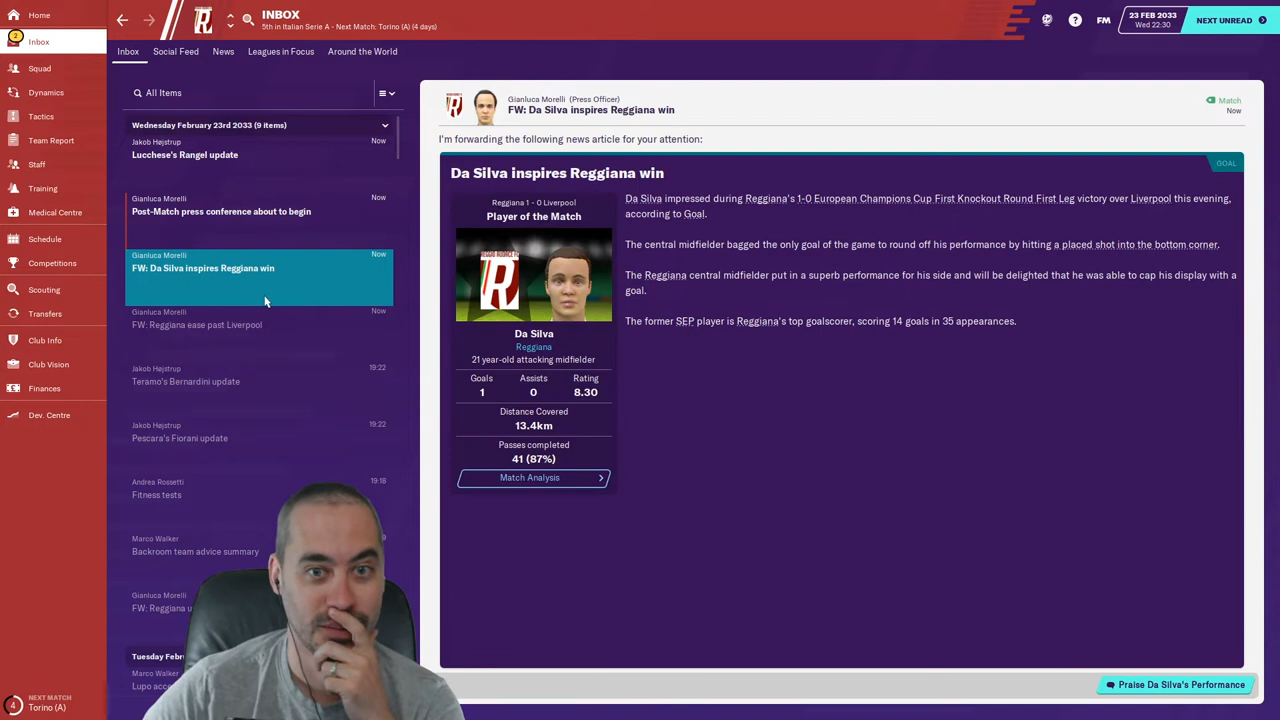 INBOX
5th in Italian Serie A - Next Match: Torino (A) (4 days)
FM
23 FEB 2033
Wed 22:30
NEXT UNREAD
Home
2
Inbox
Squad
Dynamics
Tactics
Team Report
Staff
Training
Medical Centre
Schedule
Competitions
Scouting
Transfers
Club Info
Club Vision
Finances
Dev. Centre
4
NEXT MATCH
Torino (A)
Inbox Social Feed News Leagues in Focus Around the World
All Items
Wednesday February 23rd 2033 (9 items)
Jakob Højstrup Now
Lucchese's Rangel update
Gianluca Morelli Now
Post-Match press conference about to begin
Gianluca Morelli Now
FW: Da Silva inspires Reggiana win
Gianluca Morelli Now
FW: Reggiana ease past Liverpool
Jakob Højstrup 19:22
Teramo's Bernardini update
Jakob Højstrup 19:22
Pescara's Fiorani update
Andrea Rossetti 19:18
Fitness tests
Marco Walker
Backroom team advice summary
Gianluca Morelli
FW: Reggiana
Tuesday
Marco Walker
Lupo
Gianluca Morelli (Press Officer)
FW: Da Silva inspires Reggiana win
Match
Now
I'm forwarding the following news article for your attention:
GOAL
Da Silva inspires Reggiana win
Reggiana 1 - 0 Liverpool
Player of the Match
R
Da Silva
Reggiana
21 year-old attacking midfielder
Goals Assists Rating
1 0 8.30
Distance Covered
13.4km
Passes completed
41 (87%)
Match Analysis
Da Silva impressed during Reggiana's 1-0 European Champions Cup First Knockout Round First Leg victory over Liverpool this evening,
according to Goal.
The central midfielder bagged the only goal of the game to round off his performance by hitting a placed shot into the bottom corner.
The Reggiana central midfielder put in a superb performance for his side and will be delighted that he was able to cap his display with a
goal.
The former SEP player is Reggiana's top goalscorer, scoring 14 goals in 35 appearances.
Praise Da Silva's Performance